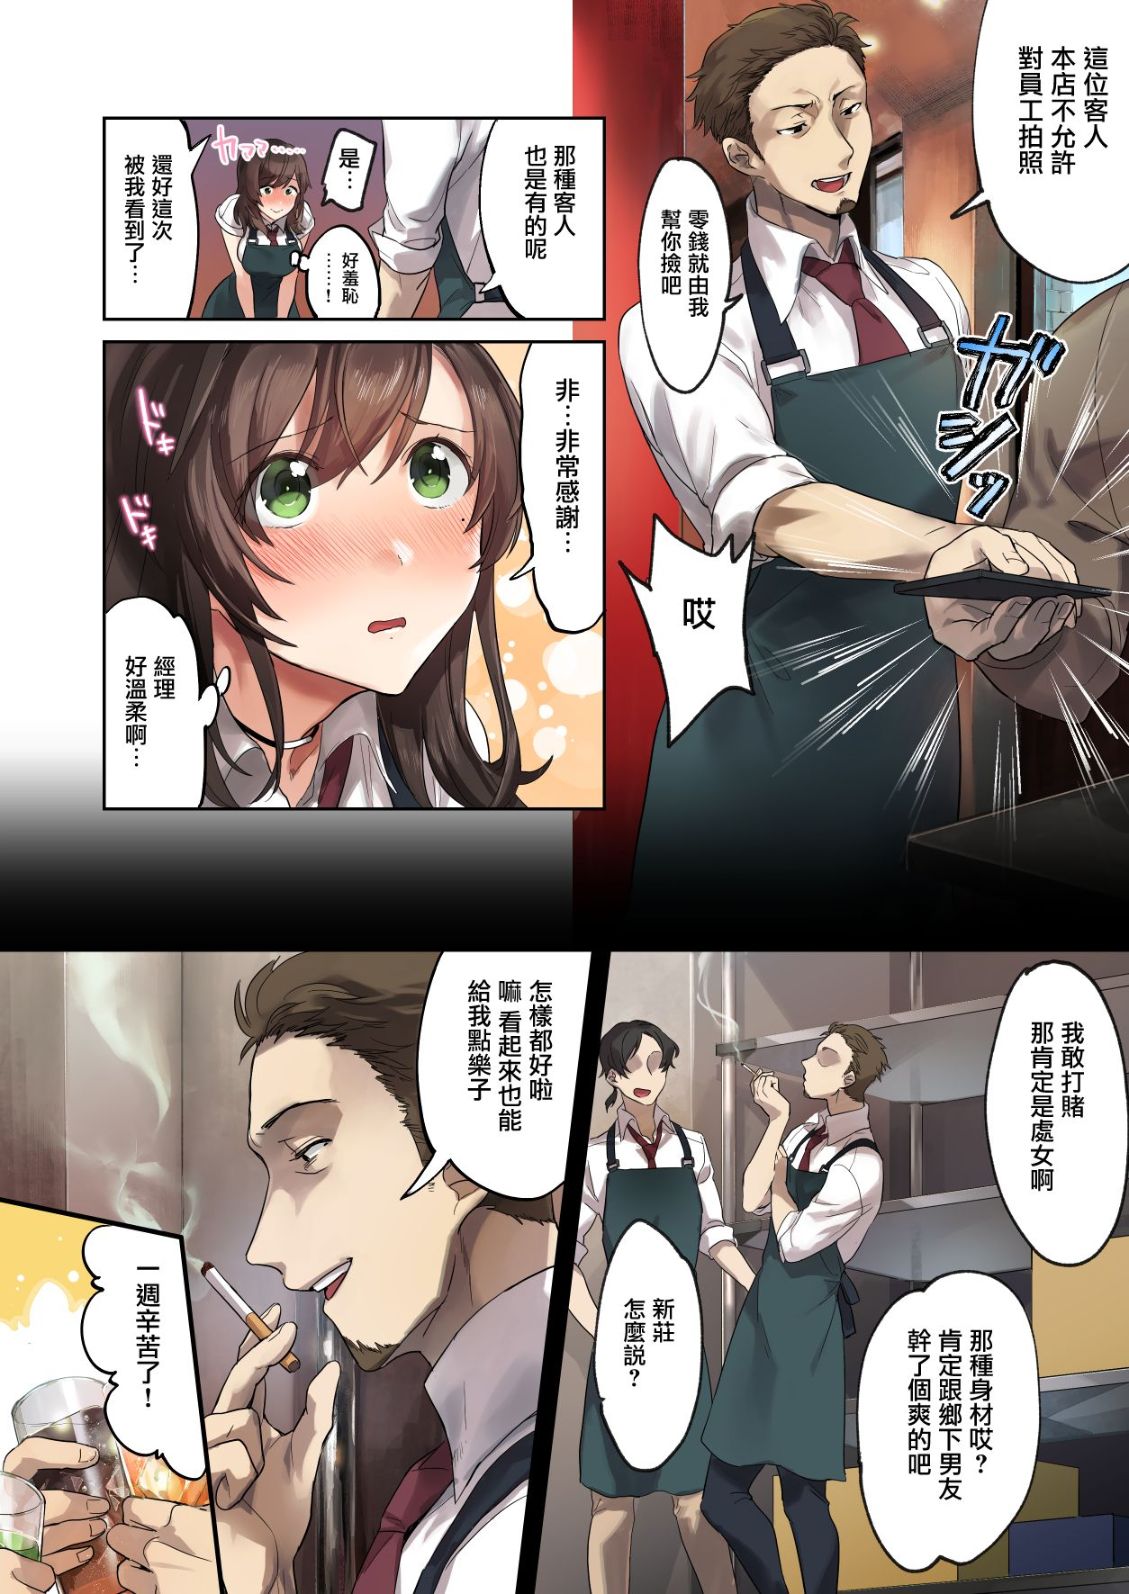 這位客人
本店不允許
對員工拍照
零錢就由我
幫你撿吧
ガシッ
哎
那種客人
也是有的呢
是…
好羞恥
……！
カァァァ……
還好這次
被我看到了…
非…非常感謝…
ドキ
ドキ
經理
好溫柔啊…
我敢打賭
那肯定是處女啊
那種身材哎？
肯定跟鄉下男友
幹了個爽的吧
新莊
怎麼說？
怎樣都好啦
嘛 看起來也能
給我點樂子
一週辛苦了！